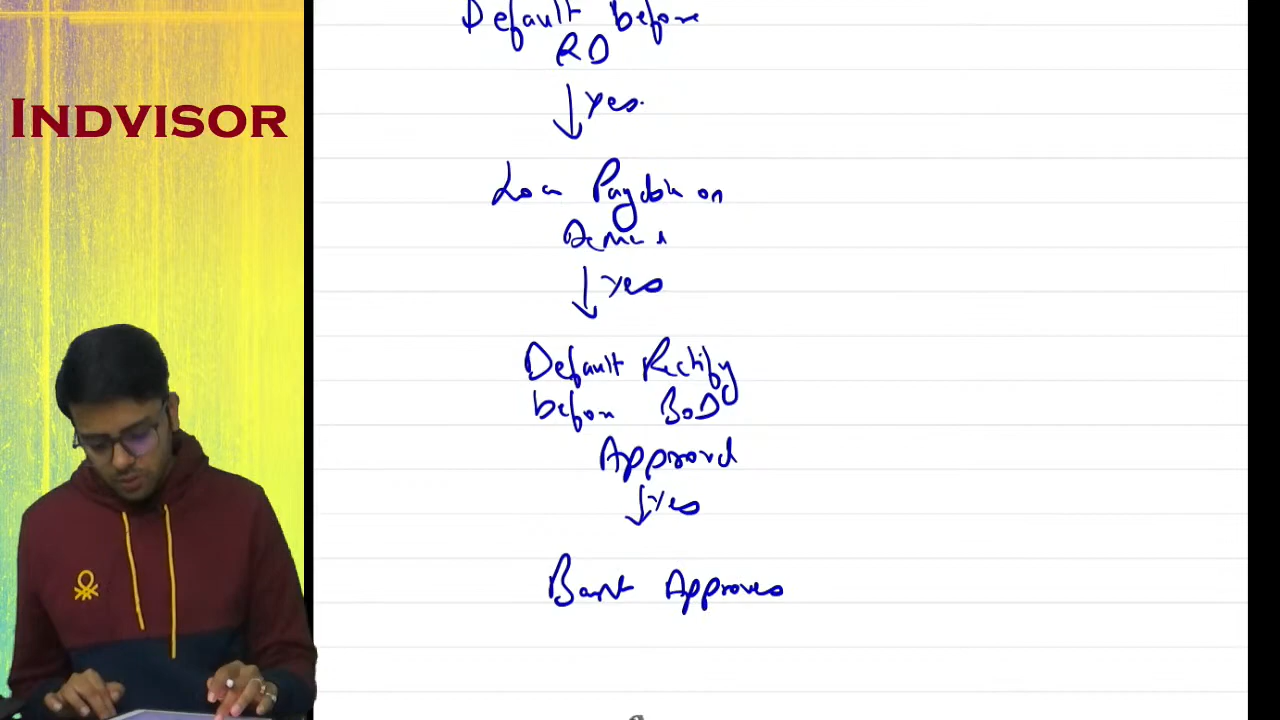 INDVISOR
Default before
RD
Yes.
Loan Payable on
Demand
Yes
Default Rectify
before BOD
Approved
Yes
Bank Approves